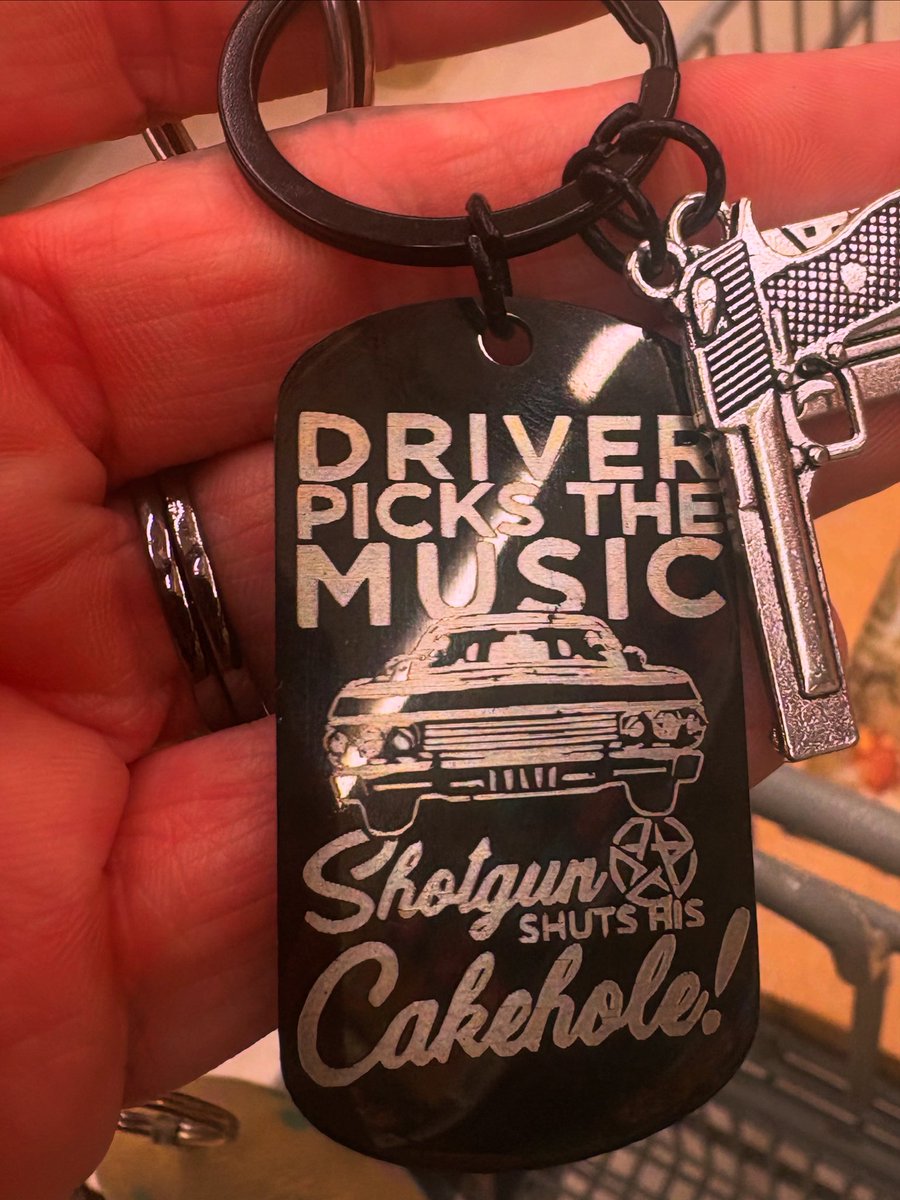 DRIVER
PICKS THE
MUSIC
Shotgun
SHUTS HIS
Cakehole!